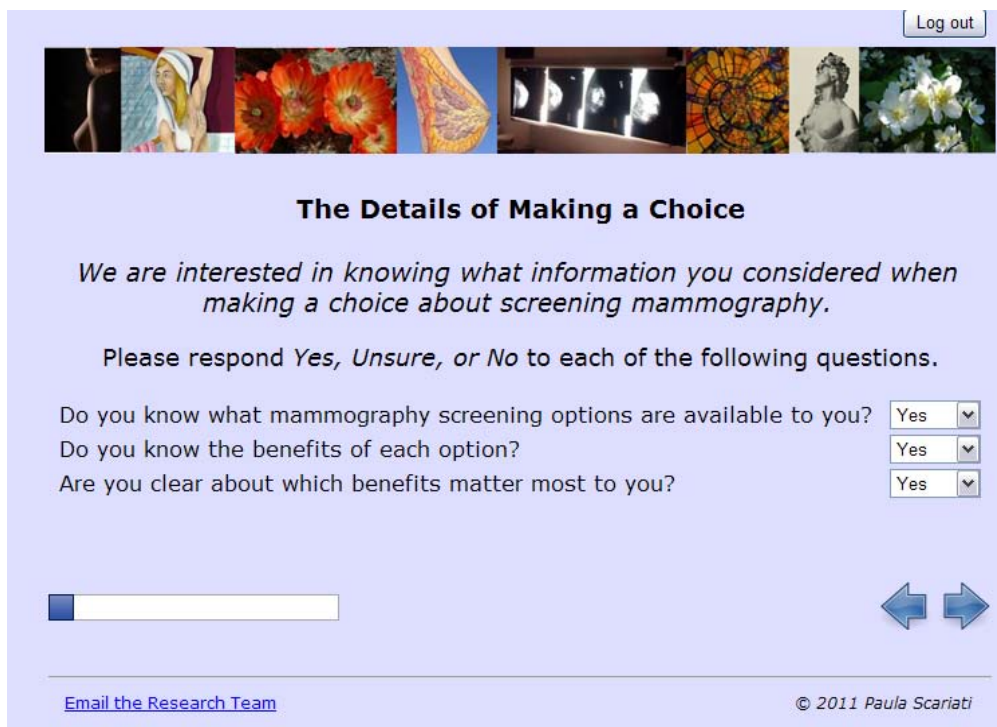 Log out
The Details of Making a Choice
We are interested in knowing what information you considered when
making a choice about screening mammography.
Please respond Yes, Unsure, or No to each of the following questions.
Do you know what mammography screening options are available to you? Yes
Do you know the benefits of each option? Yes
Are you clear about which benefits matter most to you? Yes
Email the Research Team
© 2011 Paula Scariati